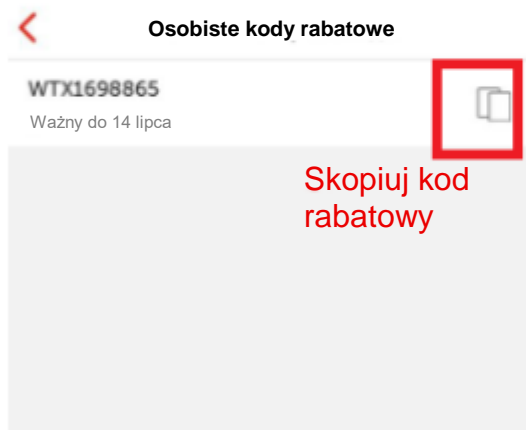 Osobiste kody rabatowe
WTX1698865
Ważny do 14 lipca
Skopiuj kod
rabatowy